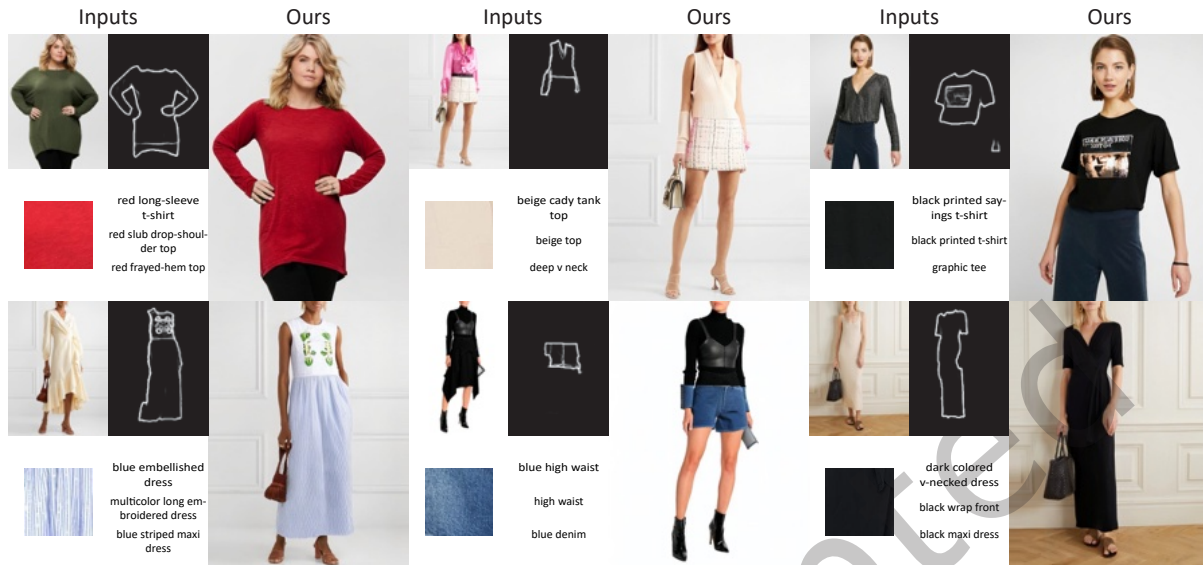 Inputs
Ours
Inputs
Ours
Inputs
Ours
red long-sleeve
t-shirt
red slub drop-shoul-
der top
red frayed-hem top
beige cady tank
top
beige top
deep v neck
black printed say-
ings t-shirt
black printed t-shirt
graphic tee
blue embellished
dress
multicolor long em-
broidered dress
blue striped maxi
dress
blue high waist
high waist
blue denim
dark colored
v-necked dress
black wrap front
black maxi dress